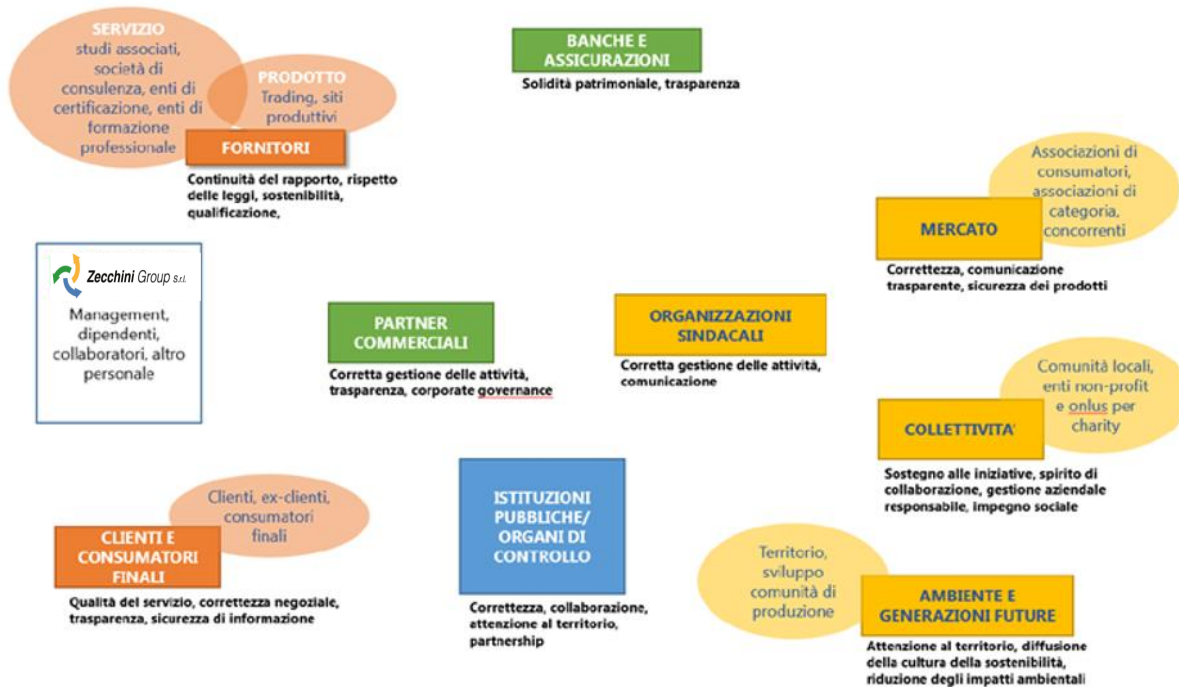 SERVIZIO
studi associati,
società di
consulenza, enti di
certificazione, enti di
formazione
professionale
PRODOTTO
Trading, siti
produttivi
FORNITORI
Continuità del rapporto, rispetto
delle leggi, sostenibilità,
qualificazione,
BANCHE E
ASSICURAZIONI
Solidità patrimoniale, trasparenza
Associazioni di
consumatori,
associazioni di
categoria,
concorrenti
MERCATO
Correttezza, comunicazione
trasparente, sicurezza dei prodotti
Zecchini Group s.r.l.
Management,
dipendenti,
collaboratori, altro
personale
PARTNER
COMMERCIALI
Corretta gestione delle attività,
trasparenza, corporate governance
ORGANIZZAZIONI
SINDACALI
Corretta gestione delle attività,
comunicazione
Comunità locali,
enti non-profit
e onlus per
charity
COLLETTIVITA'
Sostegno alle iniziative, spirito di
collaborazione, gestione aziendale
responsabile, impegno sociale
Clienti, ex-clienti,
consumatori
finali
CLIENTI E
CONSUMATORI
FINALI
Qualità del servizio, correttezza negoziale,
trasparenza, sicurezza di informazione
ISTITUZIONI
PUBBLICHE/
ORGANI DI
CONTROLLO
Correttezza, collaborazione,
attenzione al territorio,
partnership
Territorio,
sviluppo
comunità di
produzione
AMBIENTE E
GENERAZIONI FUTURE
Attenzione al territorio, diffusione
della cultura della sostenibilità,
riduzione degli impatti ambientali